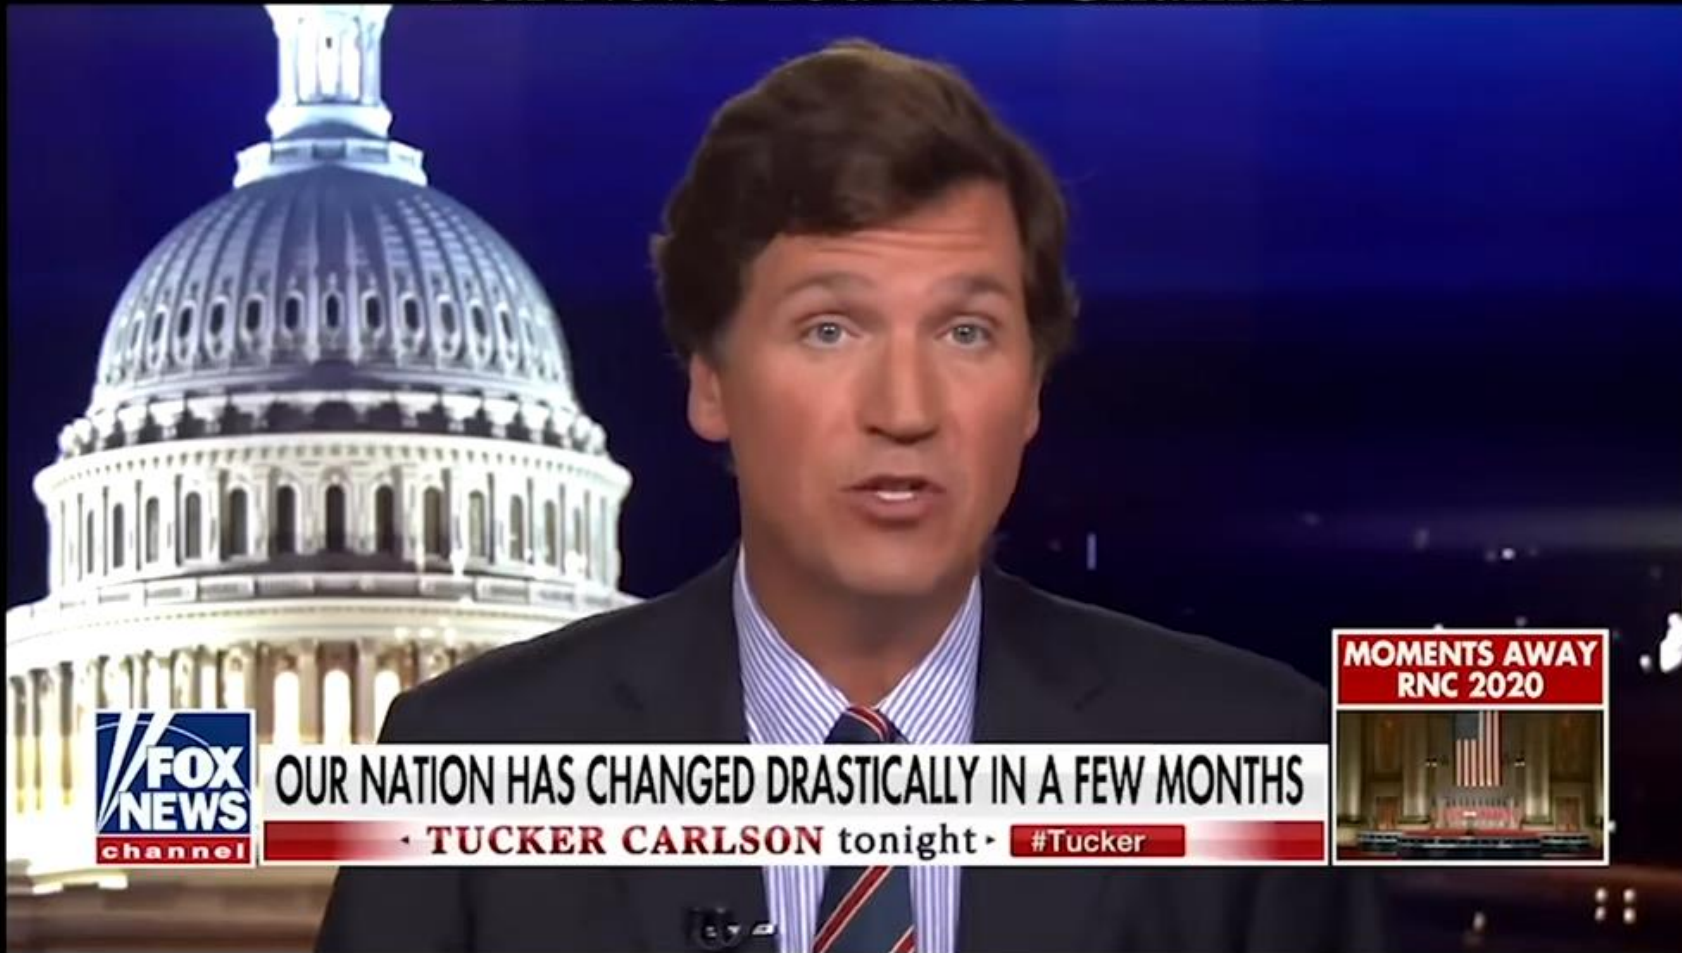 MOMENTS AWAY
RNC 2020
FOX
NEWS
channel
OUR NATION HAS CHANGED DRASTICALLY IN A FEW MONTHS
TUCKER CARLSON tonight
#Tucker